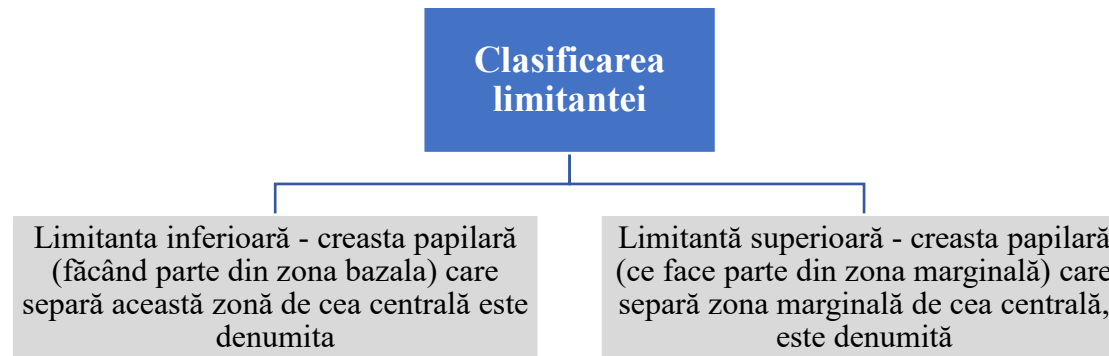 Clasificarea
limitantei
Limitanta inferioară - creasta papilară
(făcând parte din zona bazala) care
separă această zonă de cea centrală este
denumita
Limitantă superioară - creasta papilară
(ce face parte din zona marginală) care
separă zona marginală de cea centrală,
este denumită